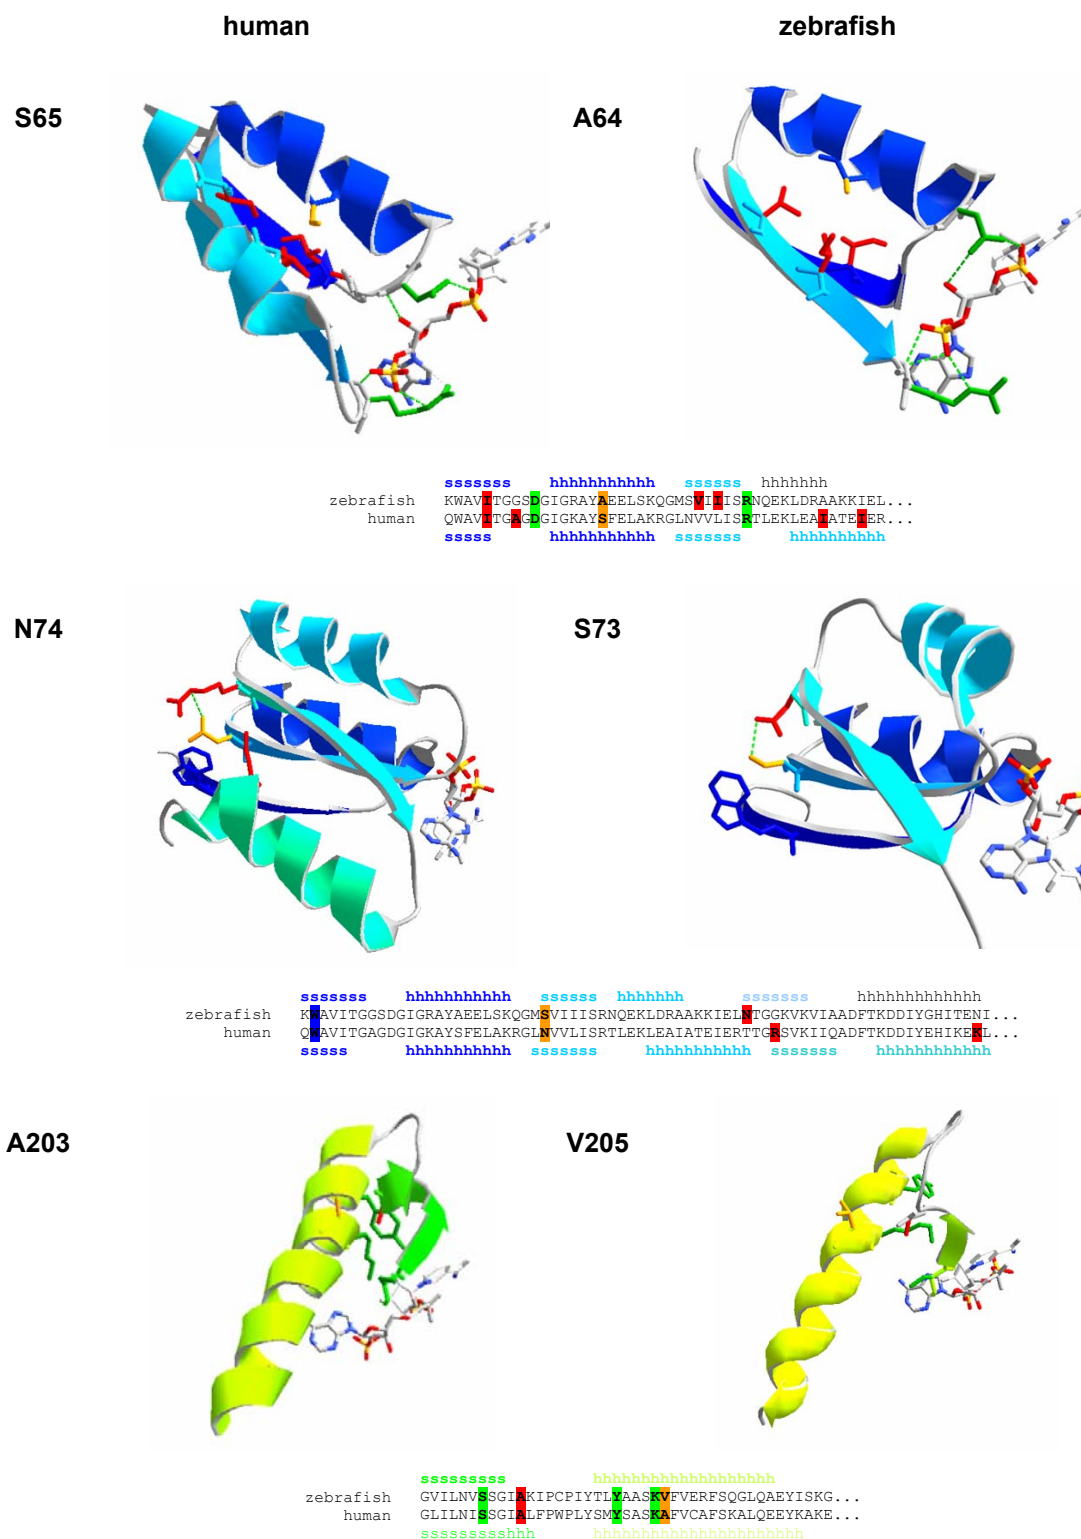 human zebrafish
S65 A64
sssssss hhhhhhhhhhh ssssss hhhhhhh
zebrafish KWAVITGGSDGIGRAYAEELSKQGMSVIIISRNQEKLDRAAKKIEL...
human QWAVITGAGDGIGKAYSFELAKRGLNVVLISRTLEKLEAIATEIER...
sssss hhhhhhhhhhh sssssss hhhhhhhhhh
N74 S73
sssssss hhhhhhhhhhh ssssss hhhhhhh sssssss hhhhhhhhhhhhh
zebrafish KWAVITGGSDGIGRAYAEELSKQGMSVIIISRNQEKLDRAAKKIELNTGGKVKVIAADFTKDDIYGHITENI...
human QWAVITGAGDGIGKAYSFELAKRGLNVVLISRTLEKLEAIATEIERTTGRSVKIIQADFTKDDIYEHIKEKL...
sssss hhhhhhhhhhh sssssss hhhhhhhhhhh sssssss hhhhhhhhhhhh
A203 V205
sssssssss hhhhhhhhhhhhhhhhhhh
zebrafish GVILNVSSGIAKIPCPIYTLYAASKVFVERFSQGLQAEYISKG...
human GLILNISSGIALFPWPLYSMYSASKAFVCAFSKALQEEYKAKE...
ssssssssshhh hhhhhhhhhhhhhhhhhhhhhh